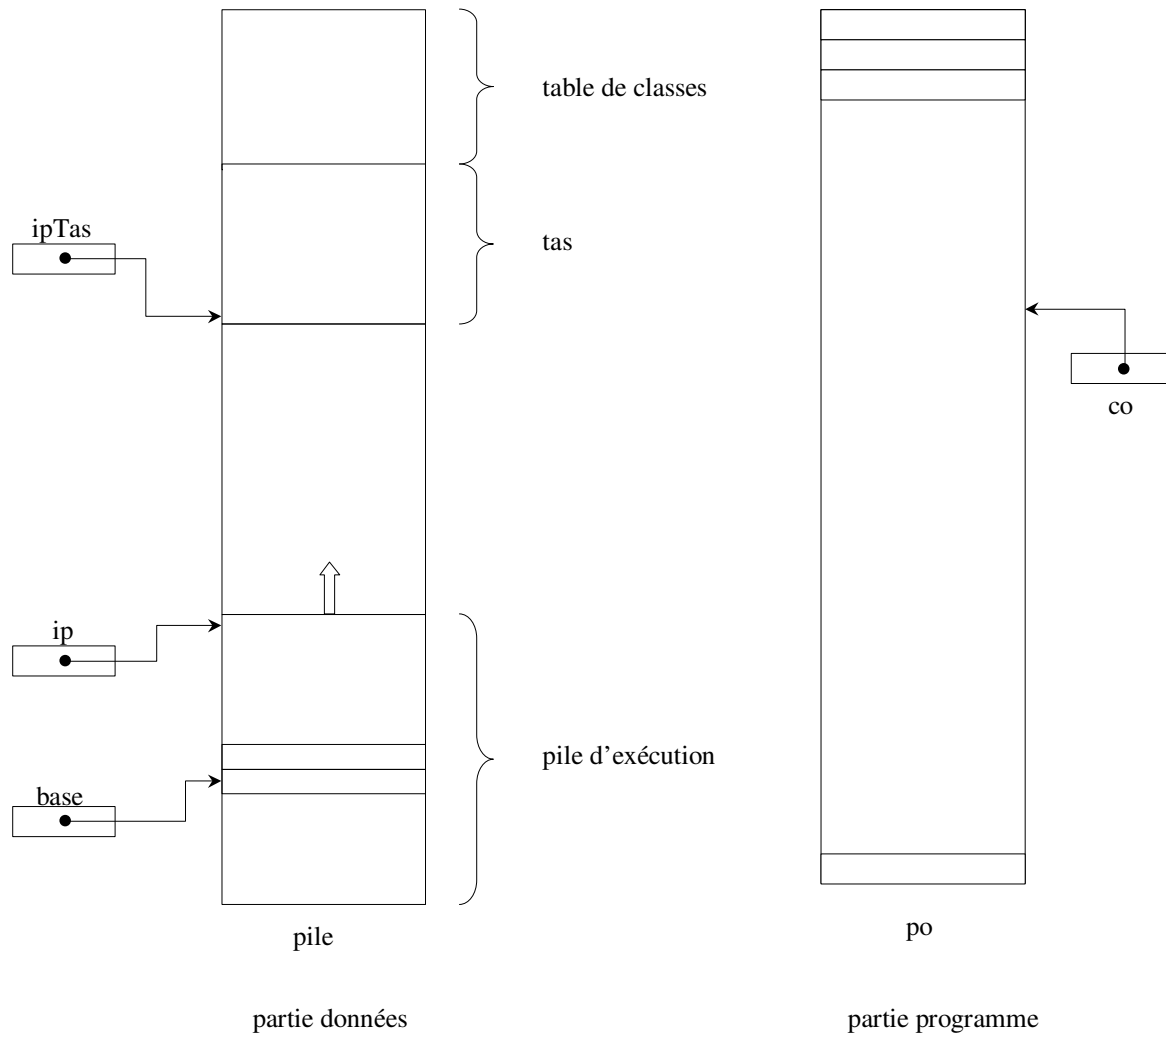 table de classes
ipTas
tas
co
ip
pile d’exécution
base
pile
po
partie données
partie programme